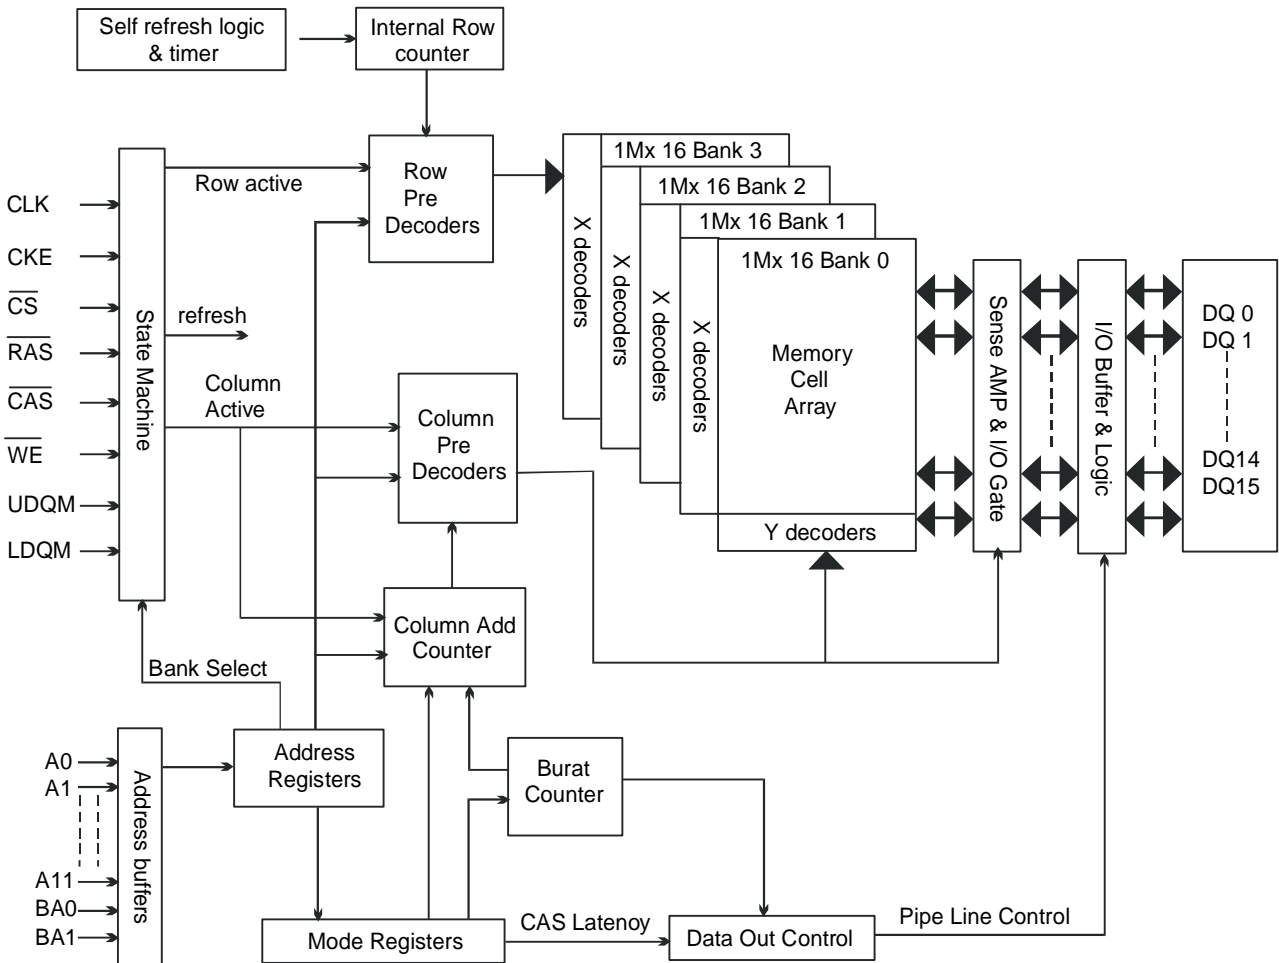 Self refresh logic
& timer
Internal Row
counter
Row
Pre
Decoders
Row active
1Mx 16 Bank 3
1Mx 16 Bank 2
1Mx 16 Bank 1
1Mx 16 Bank 0
X decoders
X decoders
X decoders
X decoders
Memory
Cell
Array
Y decoders
Sense AMP & I/O Gate
I/O Buffer & Logic
DQ 0
DQ 1
DQ14
DQ15
CLK
CKE
CS
RAS
CAS
WE
UDQM
LDQM
State Machine
refresh
Column
Active
Column
Pre
Decoders
Column Add
Counter
Bank Select
Address
Registers
A0
A1
A11
BA0
BA1
Address buffers
Burat
Counter
Mode Registers
CAS Latenoy
Data Out Control
Pipe Line Control